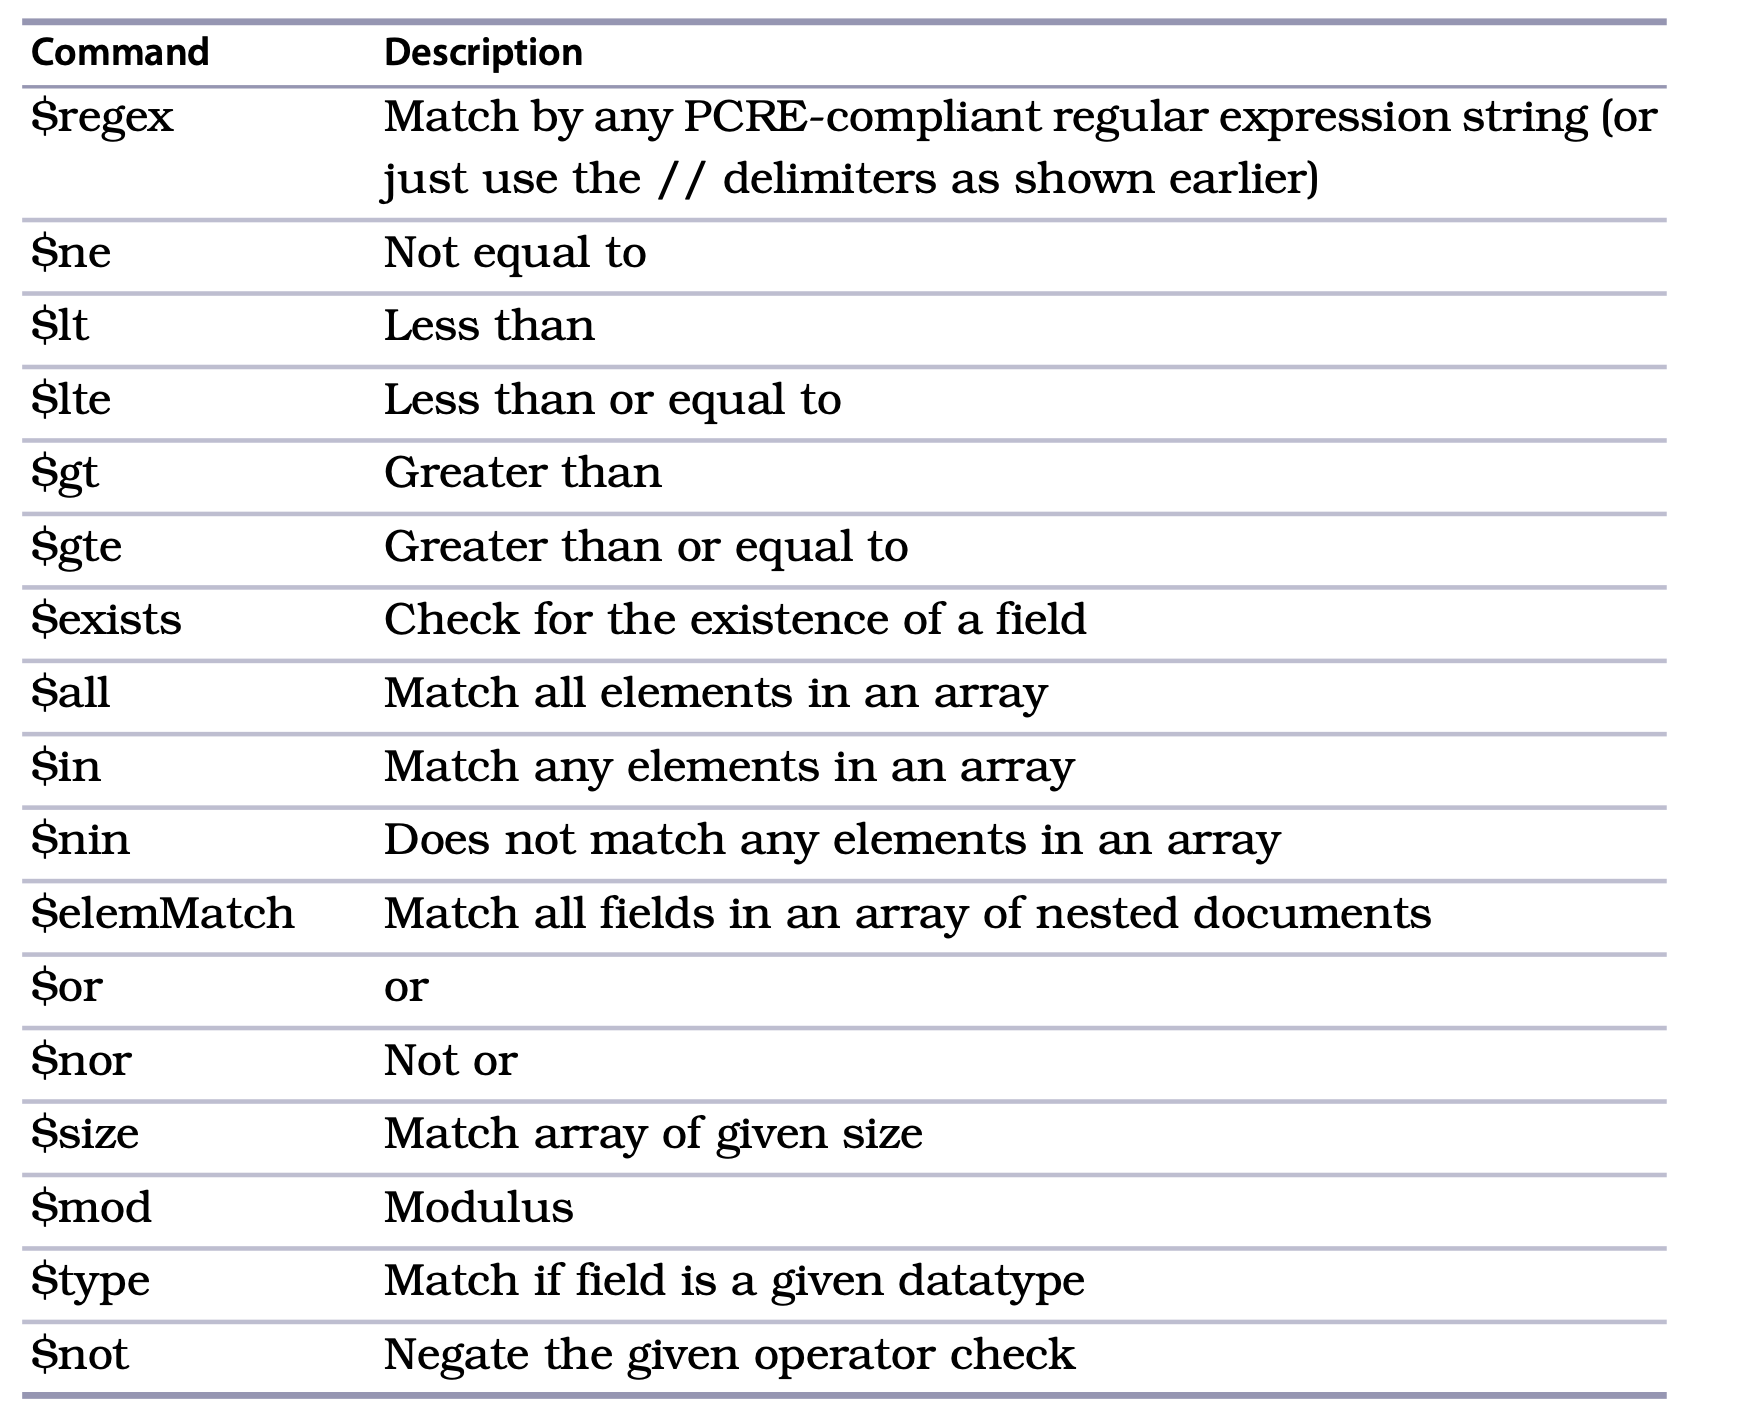 Command Description
$regex Match by any PCRE-compliant regular expression string (or
just use the // delimiters as shown earlier)
$ne Not equal to
$lt Less than
$lte Less than or equal to
$gt Greater than
$gte Greater than or equal to
$exists Check for the existence of a field
$all Match all elements in an array
$in Match any elements in an array
$nin Does not match any elements in an array
$elemMatch Match all fields in an array of nested documents
$or or
$nor Not or
$size Match array of given size
$mod Modulus
$type Match if field is a given datatype
$not Negate the given operator check